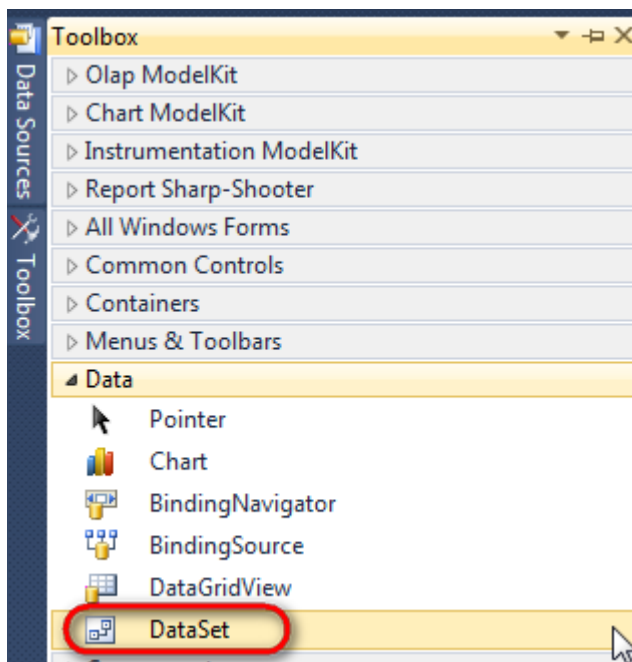 Toolbox
Data Sources
Toolbox
Olap ModelKit
Chart ModelKit
Instrumentation ModelKit
Report Sharp-Shooter
All Windows Forms
Common Controls
Containers
Menus & Toolbars
Data
Pointer
Chart
BindingNavigator
BindingSource
DataGridView
DataSet